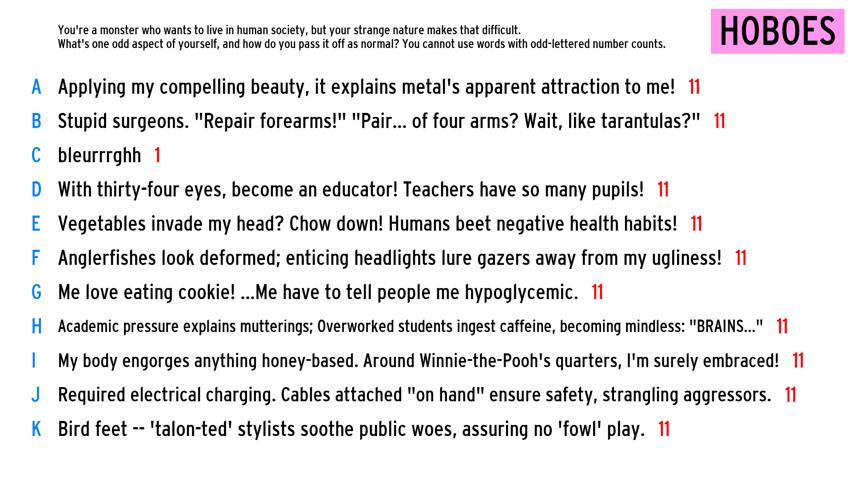 You're a monster who wants to live in human society, but your strange nature makes that difficult.
What's one odd aspect of yourself, and how do you pass it off as normal? You cannot use words with odd-lettered number counts.
HOBOES
A Applying my compelling beauty, it explains metal's apparent attraction to me! 11
B Stupid surgeons. "Repair forearms!" "Pair... of four arms? Wait, like tarantulas?" 11
C bleurrrghh 1
D With thirty-four eyes, become an educator! Teachers have so many pupils! 11
E Vegetables invade my head? Chow down! Humans beet negative health habits! 11
F Anglerfishes look deformed; enticing headlights lure gazers away from my ugliness! 11
G Me love eating cookie! ...Me have to tell people me hypoglycemic. 11
H Academic pressure explains mutterings; Overworked students ingest caffeine, becoming mindless: "BRAINS..." 11
I My body engorges anything honey-based. Around Winnie-the-Pooh's quarters, I'm surely embraced! 11
J Required electrical charging. Cables attached "on hand" ensure safety, strangling aggressors. 11
K Bird feet -- 'talon-ted' stylists soothe public woes, assuring no 'fowl' play. 11